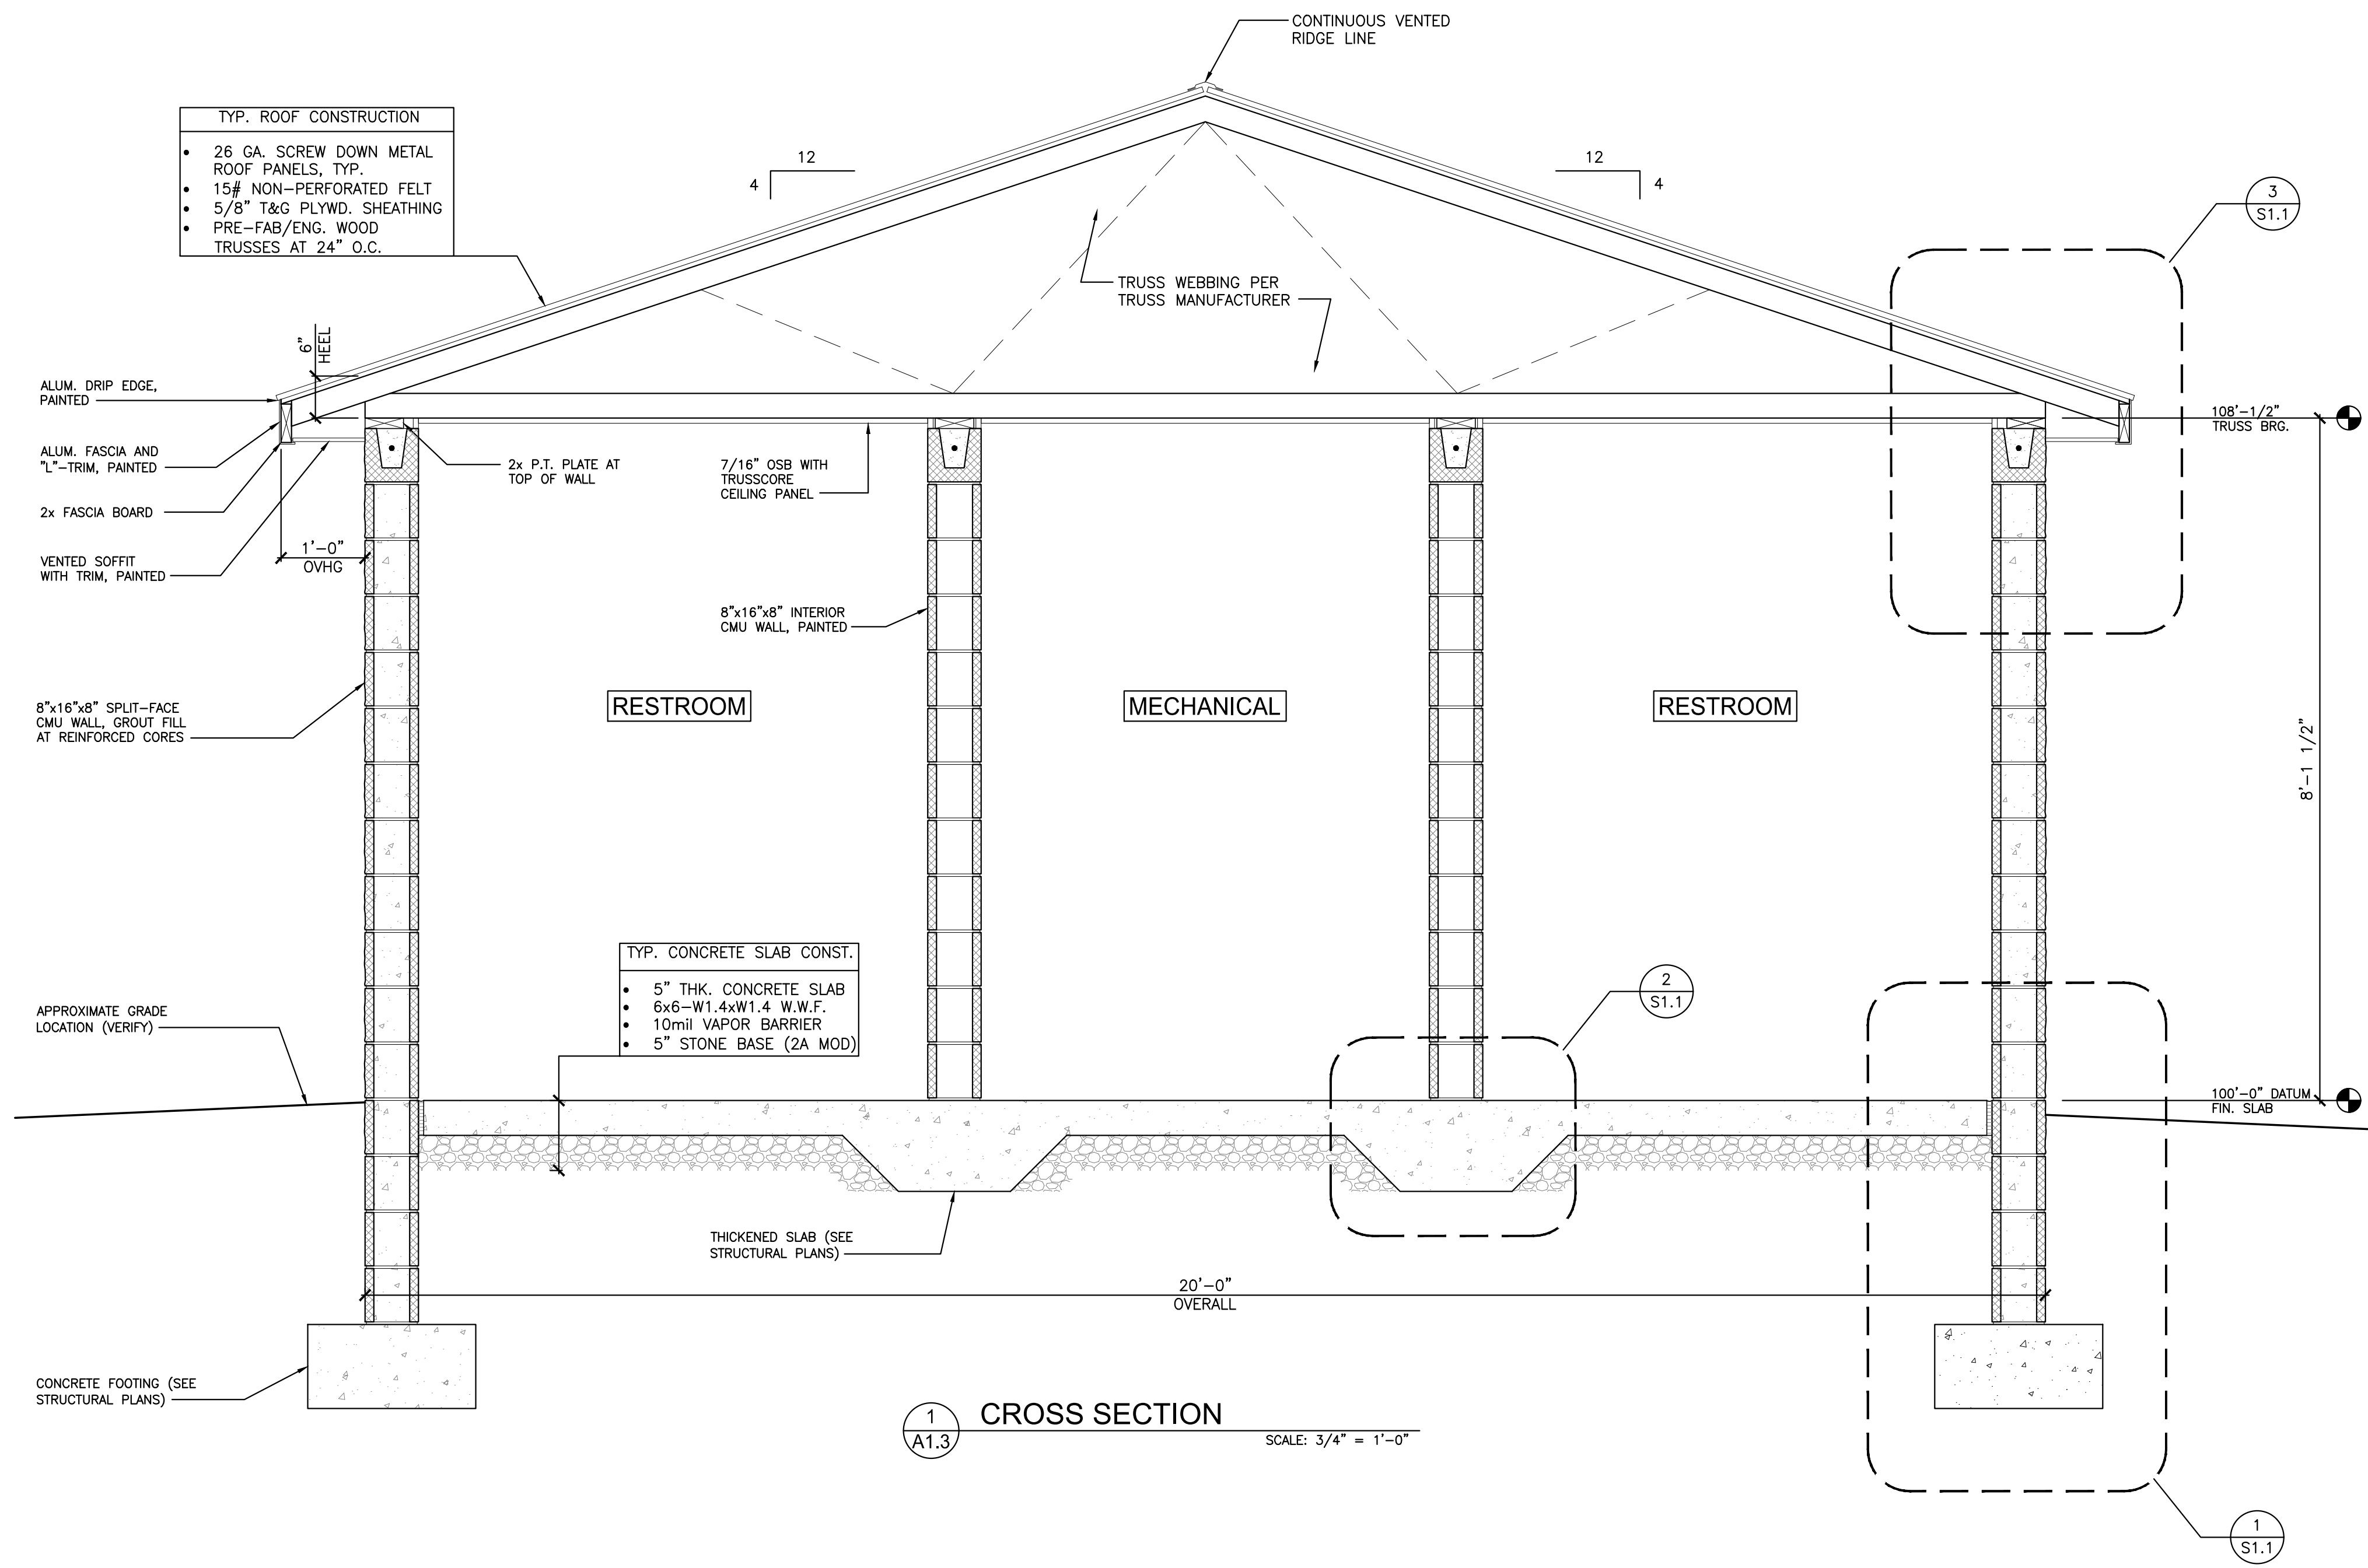 CONTINUOUS VENTED
RIDGE LINE
TYP. ROOF CONSTRUCTION
• 26 GA. SCREW DOWN METAL
ROOF PANELS, TYP.
• 15# NON-PERFORATED FELT
• 5/8" T&G PLYWD. SHEATHING
• PRE-FAB/ENG. WOOD
TRUSSES AT 24" O.C.
12
4
12
4
3
S1.1
TRUSS WEBBING PER
TRUSS MANUFACTURER
6"
HEEL
ALUM. DRIP EDGE,
PAINTED
ALUM. FASCIA AND
"L"-TRIM, PAINTED
2x FASCIA BOARD
VENTED SOFFIT
WITH TRIM, PAINTED
1'-0"
OVHG
2x P.T. PLATE AT
TOP OF WALL
7/16" OSB WITH
TRUSSCORE
CEILING PANEL
108'-1/2"
TRUSS BRG.
8"x16"x8" INTERIOR
CMU WALL, PAINTED
8"x16"x8" SPLIT-FACE
CMU WALL, GROUT FILL
AT REINFORCED CORES
RESTROOM
MECHANICAL
RESTROOM
8'-1 1/2"
TYP. CONCRETE SLAB CONST.
• 5" THK. CONCRETE SLAB
• 6x6-W1.4xW1.4 W.W.F.
• 10mil VAPOR BARRIER
• 5" STONE BASE (2A MOD)
2
S1.1
APPROXIMATE GRADE
LOCATION (VERIFY)
100'-0" DATUM
FIN. SLAB
THICKENED SLAB (SEE
STRUCTURAL PLANS)
20'-0"
OVERALL
CONCRETE FOOTING (SEE
STRUCTURAL PLANS)
1
A1.3
CROSS SECTION
SCALE: 3/4" = 1'-0"
1
S1.1